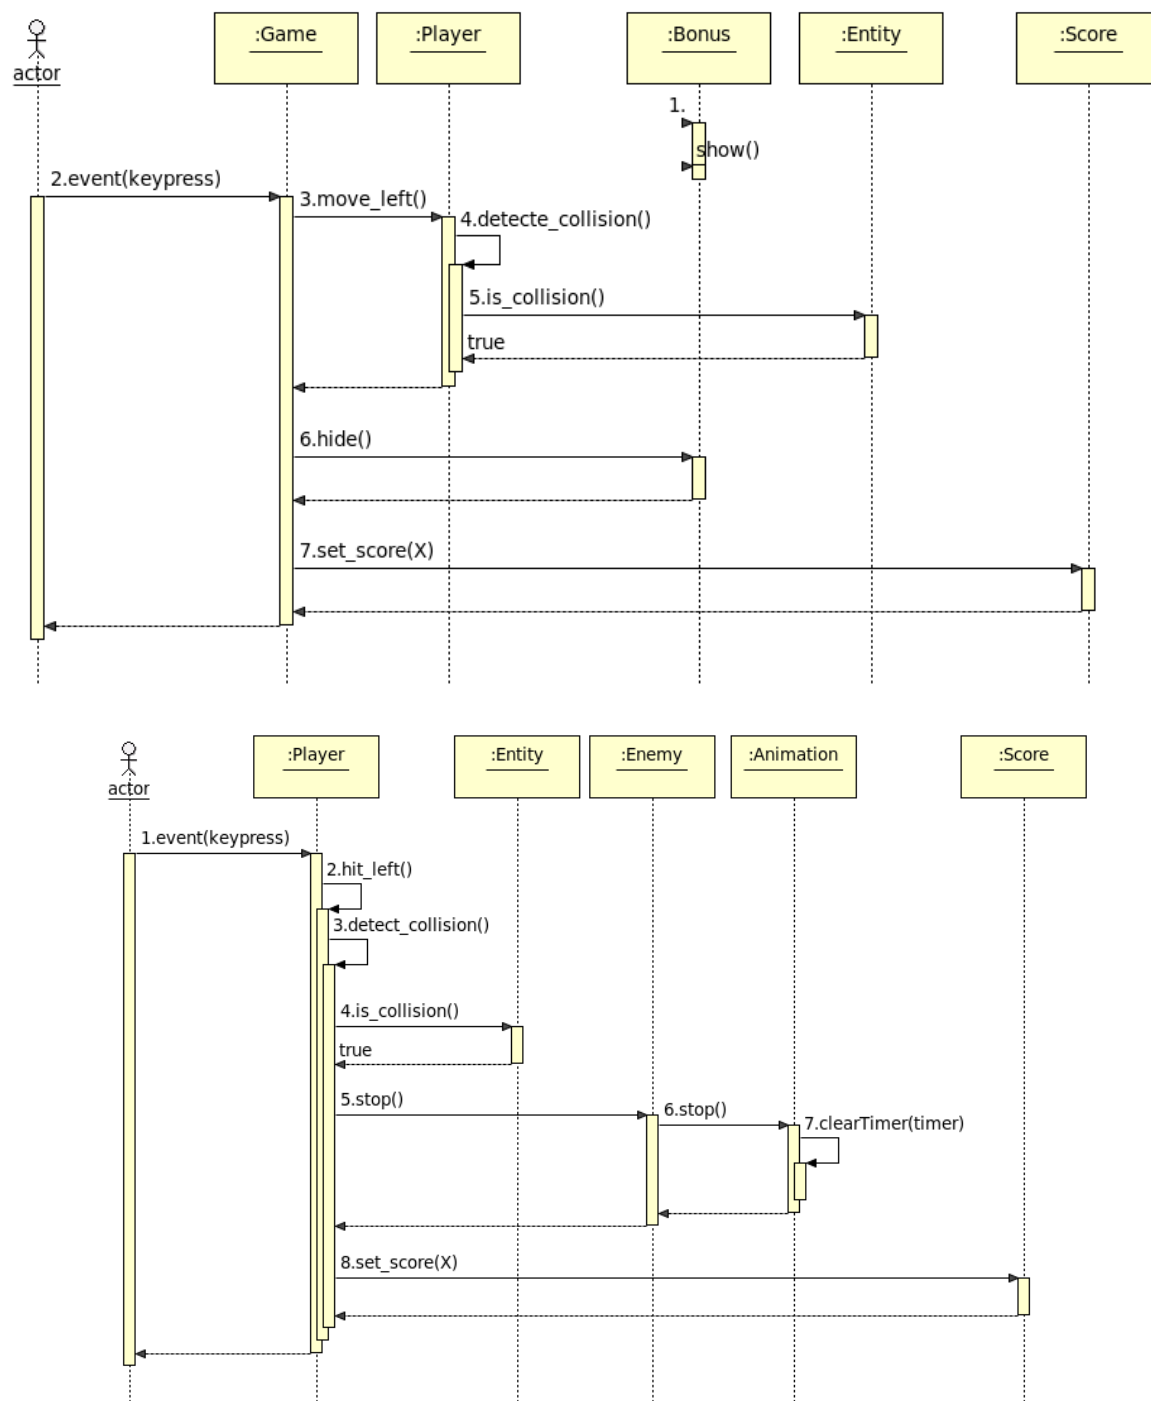 :Game
:Player
:Bonus
:Entity
:Score
actor
1.
show()
2.event(keypress)
3.move_left()
4.detecte_collision()
5.is_collision()
true
6.hide()
7.set_score(X)
:Player
:Entity
:Enemy
:Animation
:Score
actor
1.event(keypress)
2.hit_left()
3.detect_collision()
4.is_collision()
true
5.stop()
6.stop()
7.clearTimer(timer)
8.set_score(X)